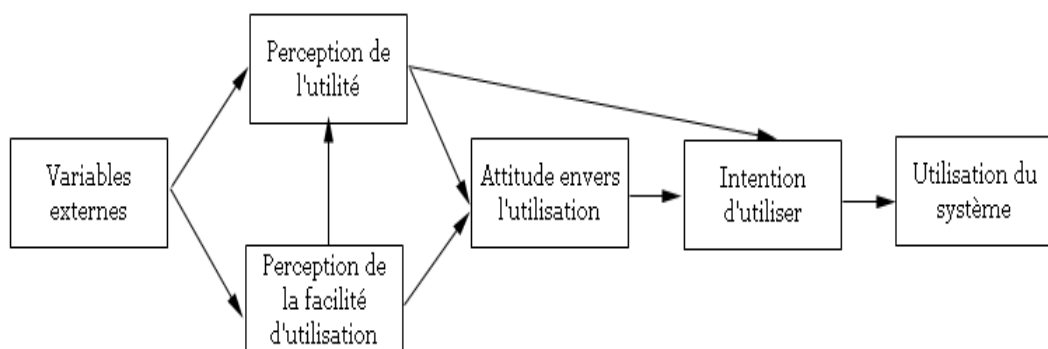 Variables
externes
Perception de
l'utilité
Perception de
la facilité
d'utilisation
Attitude envers
l'utilisation
Intention
d'utiliser
Utilisation du
système